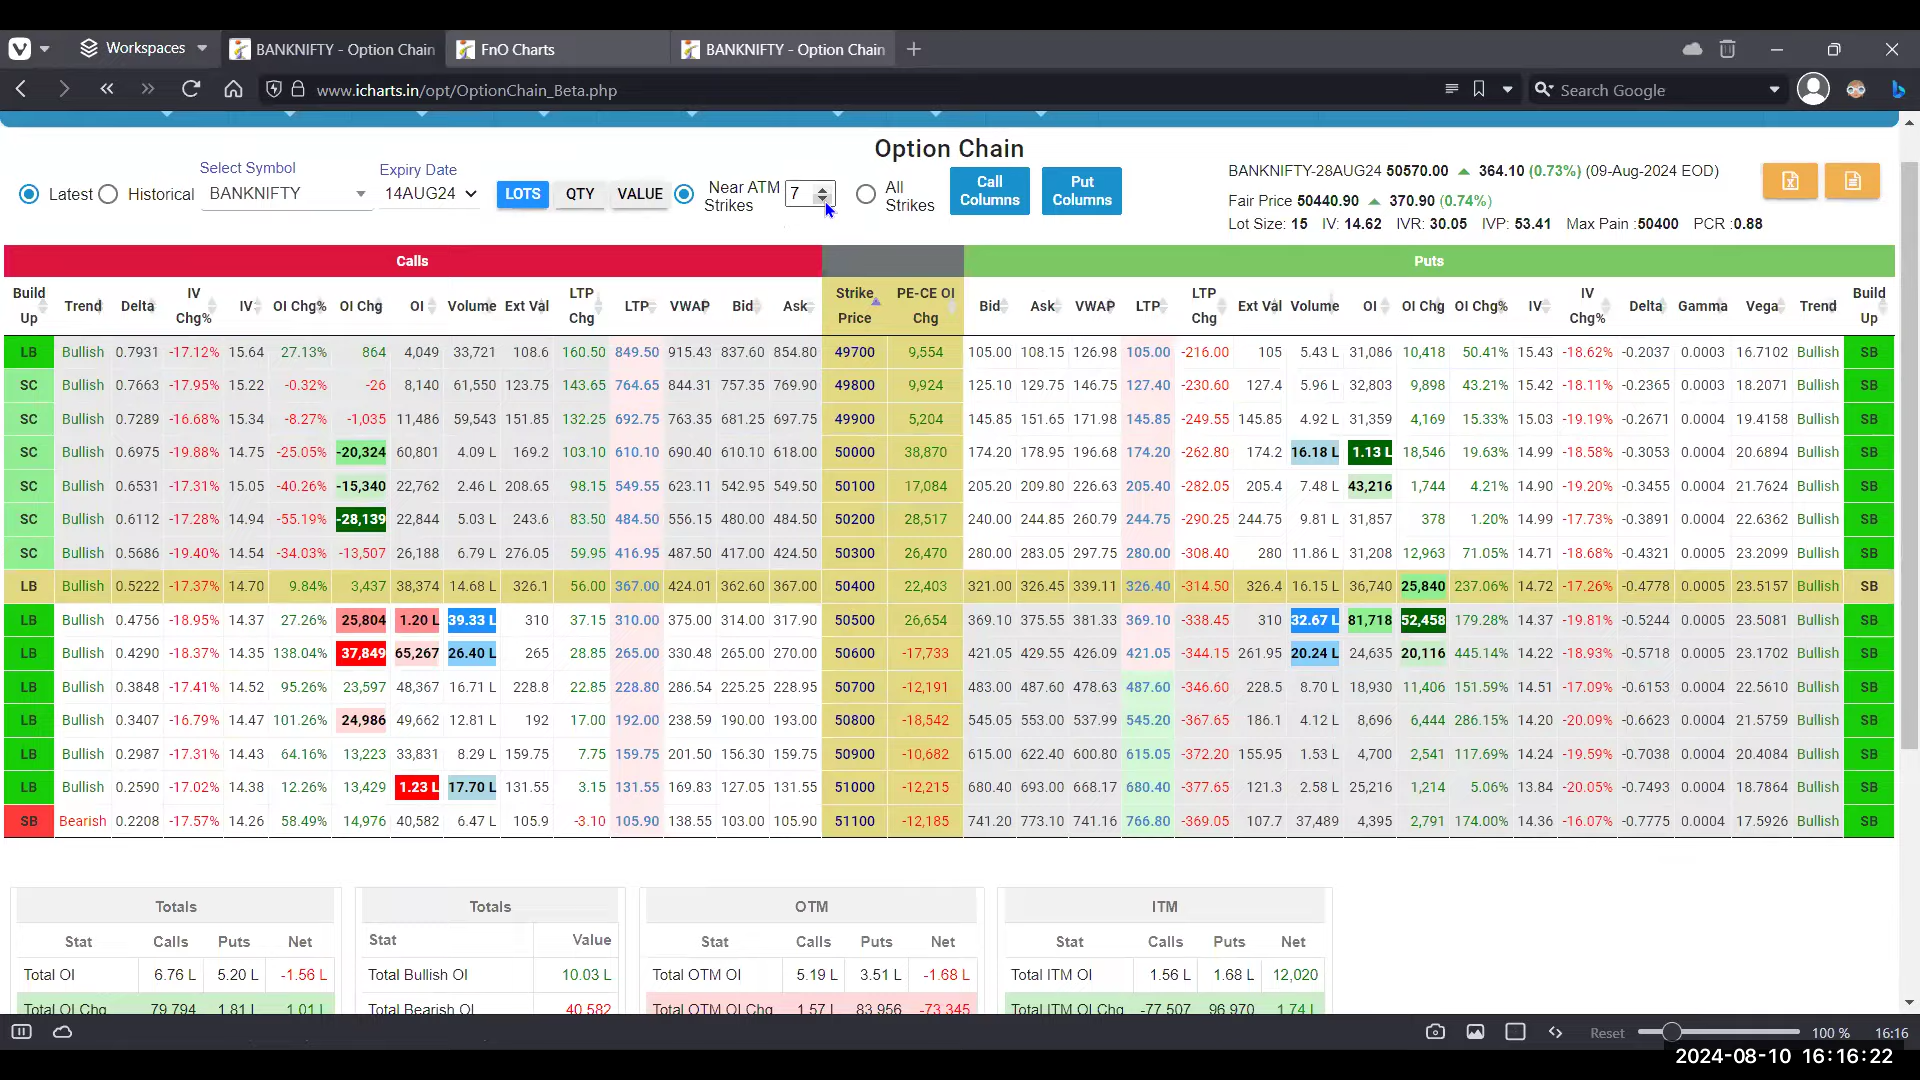 Workspaces BANKNIFTY - Option Chain FnO Charts BANKNIFTY - Option Chain
www.icharts.in/opt/OptionChain_Beta.php Search Google
Option Chain
Select Symbol Expiry Date
Latest Historical BANKNIFTY 14AUG24 LOTS QTY VALUE Near ATM Strikes 7 All Strikes Call Columns Put Columns
BANKNIFTY-28AUG24 50570.00 364.10 (0.73%) (09-Aug-2024 EOD)
Fair Price 50440.90 370.90 (0.74%)
Lot Size: 15 IV: 14.62 IVR: 30.05 IVP: 53.41 Max Pain :50400 PCR :0.88
Calls Puts
Build Up Trend Delta IV Chg% IV OI Chg% OI Chg OI Volume Ext Val LTP Chg LTP VWAP Bid Ask Strike Price PE-CE OI Chg Bid Ask VWAP LTP LTP Chg Ext Val Volume OI OI Chg OI Chg% IV IV Chg% Delta Gamma Vega Trend Build Up
LB Bullish 0.7931 -17.12% 15.64 27.13% 864 4,049 33,721 108.6 160.50 849.50 915.43 837.60 854.80 49700 9,554 105.00 108.15 126.98 105.00 -216.00 105 5.43 L 31,086 10,418 50.41% 15.43 -18.62% -0.2037 0.0003 16.7102 Bullish SB
SC Bullish 0.7663 -17.95% 15.22 -0.32% -26 8,140 61,550 123.75 143.65 764.65 844.31 757.35 769.90 49800 9,924 125.10 129.75 146.75 127.40 -230.60 127.4 5.96 L 32,803 9,898 43.21% 15.42 -18.11% -0.2365 0.0003 18.2071 Bullish SB
SC Bullish 0.7289 -16.68% 15.34 -8.27% -1,035 11,486 59,543 151.85 132.25 692.75 763.35 681.25 697.75 49900 5,204 145.85 151.65 171.98 145.85 -249.55 145.85 4.92 L 31,359 4,169 15.33% 15.03 -19.19% -0.2671 0.0004 19.4158 Bullish SB
SC Bullish 0.6975 -19.88% 14.75 -25.05% -20,324 60,801 4.09 L 169.2 103.10 610.10 690.40 610.10 618.00 50000 38,870 174.20 178.95 196.68 174.20 -262.80 174.2 16.18 L 1.13 L 18,546 19.63% 14.99 -18.58% -0.3053 0.0004 20.6894 Bullish SB
SC Bullish 0.6531 -17.31% 15.05 -40.26% -15,340 22,762 2.46 L 208.65 98.15 549.55 623.11 542.95 549.50 50100 17,084 205.20 209.80 226.63 205.40 -282.05 205.4 7.48 L 43,216 1,744 4.21% 14.90 -19.20% -0.3455 0.0004 21.7624 Bullish SB
SC Bullish 0.6112 -17.28% 14.94 -55.19% -28,139 22,844 5.03 L 243.6 83.50 484.50 556.15 480.00 484.50 50200 28,517 240.00 244.85 260.79 244.75 -290.25 244.75 9.81 L 31,857 378 1.20% 14.99 -17.73% -0.3891 0.0004 22.6362 Bullish SB
SC Bullish 0.5686 -19.40% 14.54 -34.03% -13,507 26,188 6.79 L 276.05 59.95 416.95 487.50 417.00 424.50 50300 26,470 280.00 283.05 297.75 280.00 -308.40 280 11.86 L 31,208 12,963 71.05% 14.71 -18.68% -0.4321 0.0005 23.2099 Bullish SB
LB Bullish 0.5222 -17.37% 14.70 9.84% 3,437 38,374 14.68 L 326.1 56.00 367.00 424.01 362.60 367.00 50400 22,403 321.00 326.45 339.11 326.40 -314.50 326.4 16.15 L 36,740 25,840 237.06% 14.72 -17.26% -0.4778 0.0005 23.5157 Bullish SB
LB Bullish 0.4756 -18.95% 14.37 27.26% 25,804 1.20 L 39.33 L 310 37.15 310.00 375.00 314.00 317.90 50500 26,654 369.10 375.55 381.33 369.10 -338.45 310 32.67 L 81,718 52,458 179.28% 14.37 -19.81% -0.5244 0.0005 23.5081 Bullish SB
LB Bullish 0.4290 -18.37% 14.35 138.04% 37,849 65,267 26.40 L 265 28.85 265.00 330.48 265.00 270.00 50600 -17,733 421.05 429.55 426.09 421.05 -344.15 261.95 20.24 L 24,635 20,116 445.14% 14.22 -18.93% -0.5718 0.0005 23.1702 Bullish SB
LB Bullish 0.3848 -17.41% 14.52 95.26% 23,597 48,367 16.71 L 228.8 22.85 228.80 286.54 225.25 228.95 50700 -12,191 483.00 487.60 478.63 487.60 -346.60 228.5 8.70 L 18,930 11,406 151.59% 14.51 -17.09% -0.6153 0.0004 22.5610 Bullish SB
LB Bullish 0.3407 -16.79% 14.47 101.26% 24,986 49,662 12.81 L 192 17.00 192.00 238.59 190.00 193.00 50800 -18,542 545.05 553.00 537.99 545.20 -367.65 186.1 4.12 L 8,696 6,444 286.15% 14.20 -20.09% -0.6623 0.0004 21.5759 Bullish SB
LB Bullish 0.2987 -17.31% 14.43 64.16% 13,223 33,831 8.29 L 159.75 7.75 159.75 201.50 156.30 159.75 50900 -10,682 615.00 622.40 600.80 615.05 -372.20 155.95 1.53 L 4,700 2,541 117.69% 14.24 -19.59% -0.7038 0.0004 20.4084 Bullish SB
LB Bullish 0.2590 -17.02% 14.38 12.26% 13,429 1.23 L 17.70 L 131.55 3.15 131.55 169.83 127.05 131.55 51000 -12,215 680.40 693.00 668.17 680.40 -377.65 121.3 2.58 L 25,216 1,214 5.06% 13.84 -20.05% -0.7493 0.0004 18.7864 Bullish SB
SB Bearish 0.2208 -17.57% 14.26 58.49% 14,976 40,582 6.47 L 105.9 -3.10 105.90 138.55 103.00 105.90 51100 -12,185 741.20 773.10 741.16 766.80 -369.05 107.7 37,489 4,395 2,791 174.00% 14.36 -16.07% -0.7775 0.0004 17.5926 Bullish SB
Totals Totals OTM ITM
Stat Calls Puts Net Stat Value Stat Calls Puts Net Stat Calls Puts Net
Total OI 6.76 L 5.20 L -1.56 L Total Bullish OI 10.03 L Total OTM OI 5.19 L 3.51 L -1.68 L Total ITM OI 1.56 L 1.68 L 12,020
Total OI Chg 79,794 1.81 L 1.01 L Total Bearish OI 40,582 Total OTM OI Chg 1.57 L 83,956 -73,345 Total ITM OI Chg -77,507 96,970 1.74 L
Reset 100 % 16:16
2024-08-10 16:16:22